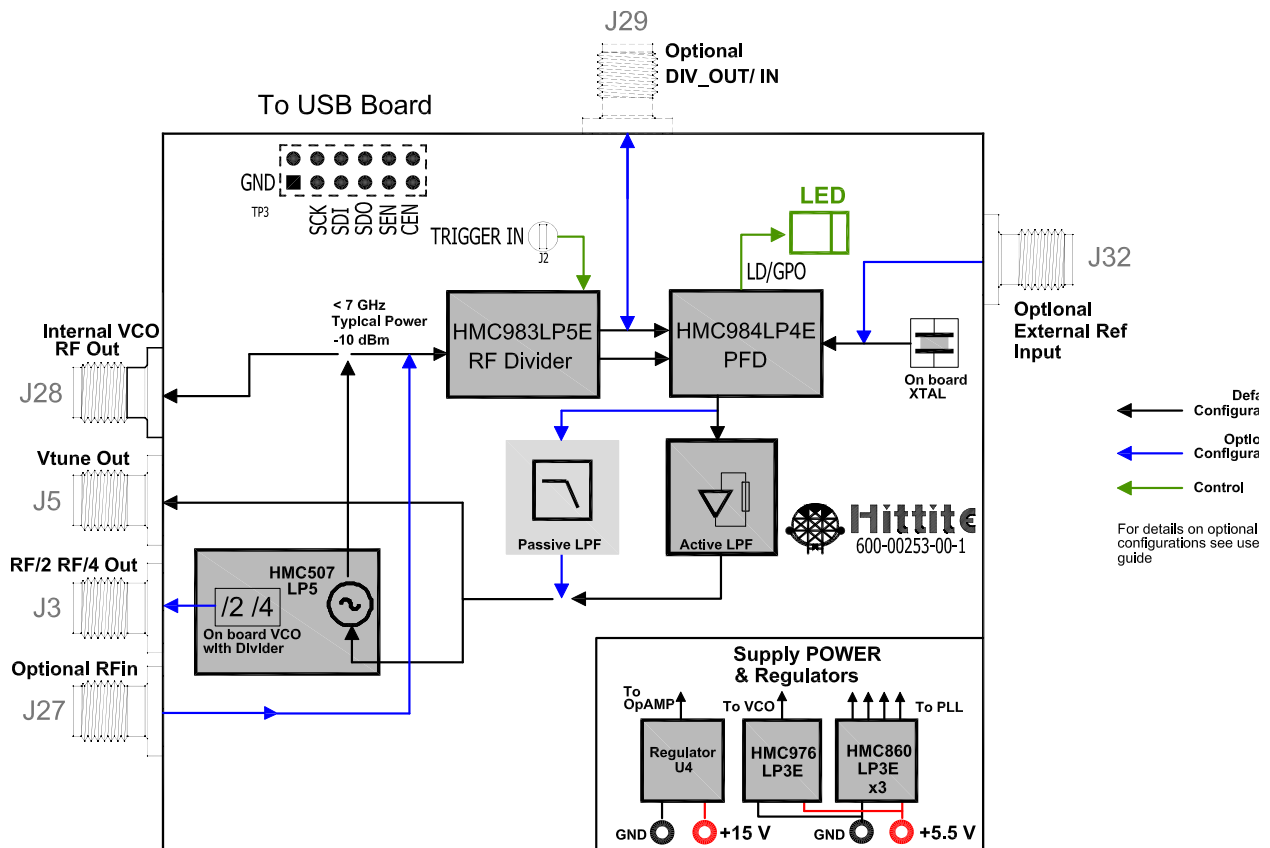 J29
Optional
DIV_OUT/ IN
To USB Board
GND
TP3
SCK
SDI
SDO
SEN
CEN
TRIGGER IN
J2
LED
LD/GPO
J32
Optional
External Ref
Input
< 7 GHz
Typical Power
-10 dBm
Internal VCO
RF Out
J28
HMC983LP5E
RF Divider
HMC984LP4E
PFD
On board
XTAL
Defa
Configura
Optio
Configura
Control
For details on optional
configurations see use
guide
Vtune Out
J5
Passive LPF
Active LPF
Hittite
600-00253-00-1
RF/2 RF/4 Out
J3
HMC507
LP5
/2 /4
On board VCO
with Divider
Optional RFin
J27
Supply POWER
& Regulators
To
OpAMP
To VCO
To PLL
Regulator
U4
HMC976
LP3E
HMC860
LP3E
x3
GND
+15 V
GND
+5.5 V